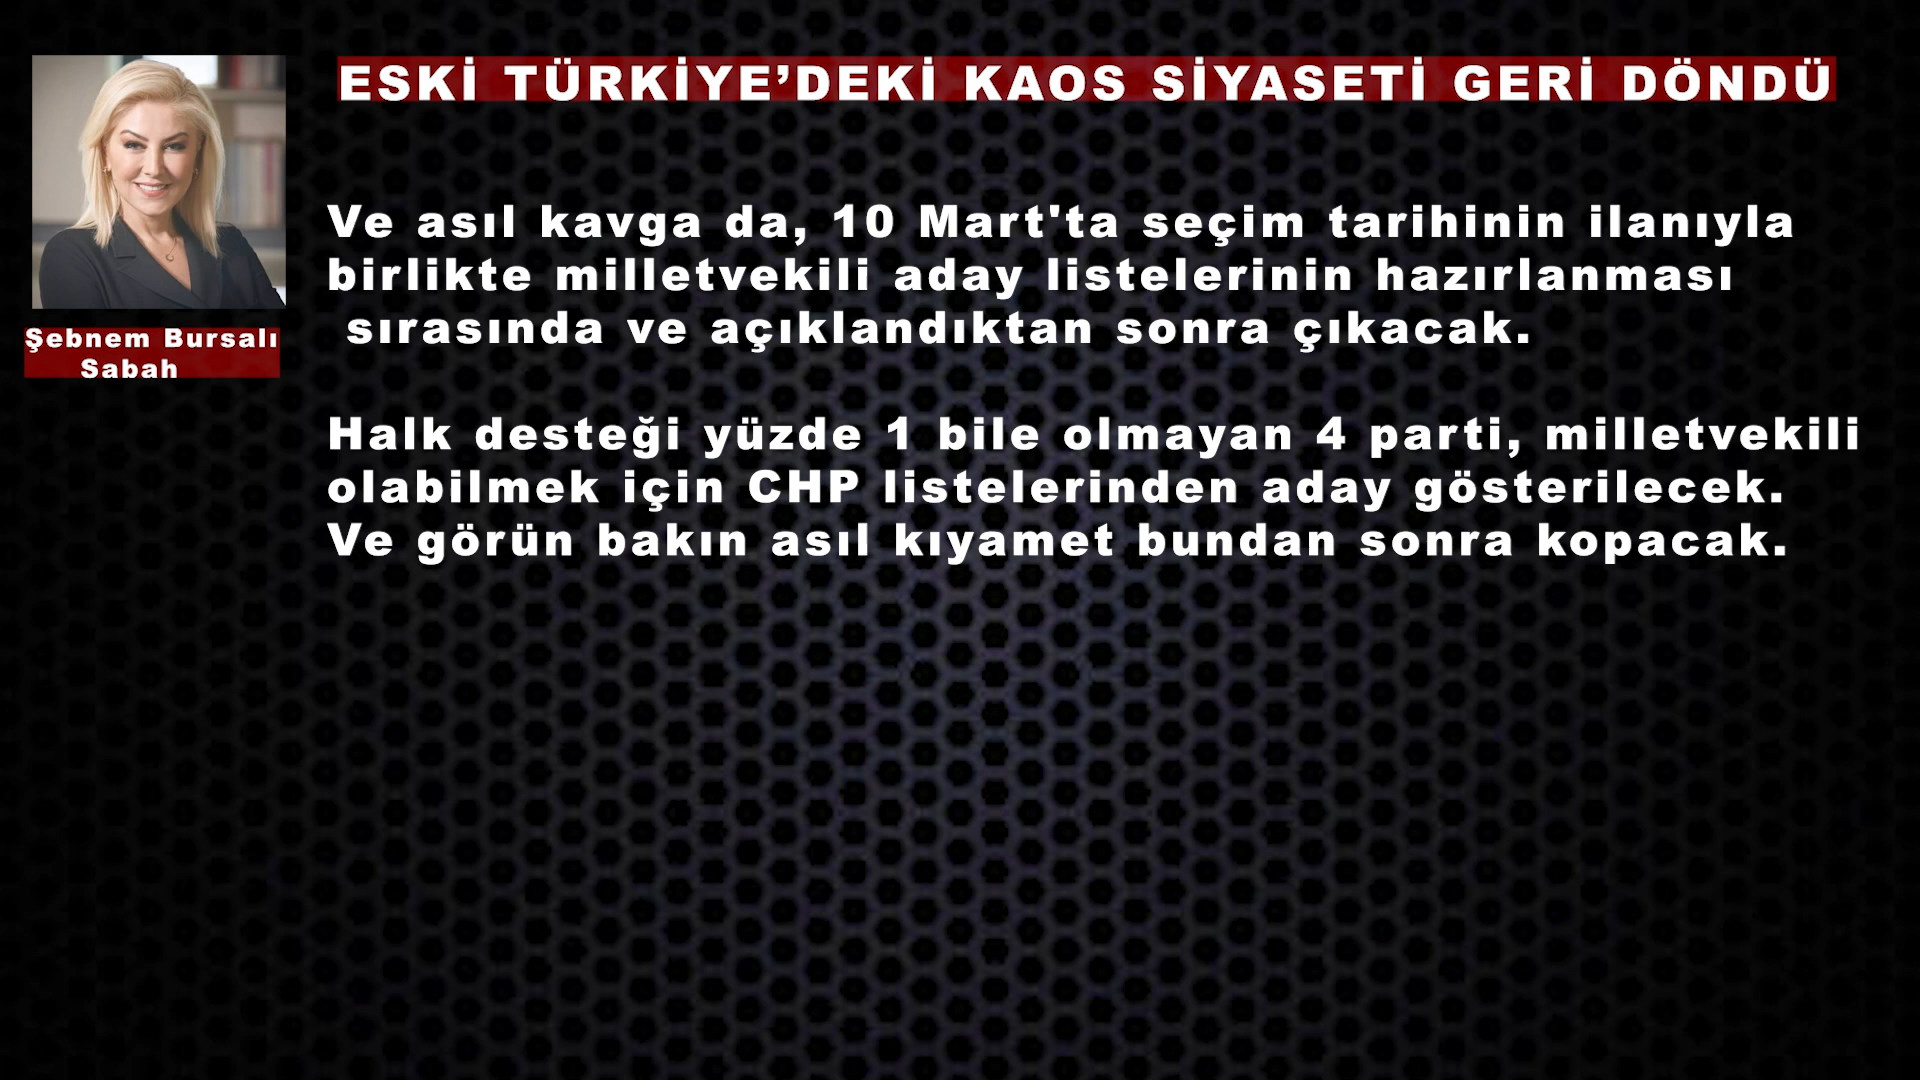 ESKİ TÜRKİYE’DEKİ KAOS SİYASETİ GERİ DÖNDÜ
Şebnem Bursalı
Sabah
Ve asıl kavga da, 10 Mart'ta seçim tarihinin ilanıyla
birlikte milletvekili aday listelerinin hazırlanması
sırasında ve açıklandıktan sonra çıkacak.
Halk desteği yüzde 1 bile olmayan 4 parti, milletvekili
olabilmek için CHP listelerinden aday gösterilecek.
Ve görün bakın asıl kıyamet bundan sonra kopacak.